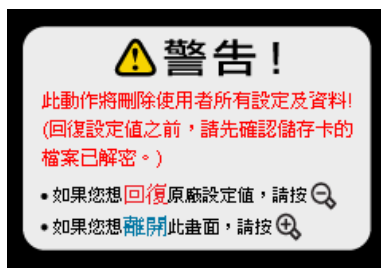 警告！
此動作將刪除使用者所有設定及資料!
(回復設定值之前，請先確認儲存卡的
檔案已解密。)
•如果您想回復原廠設定值，請按
•如果您想離開此畫面，請按